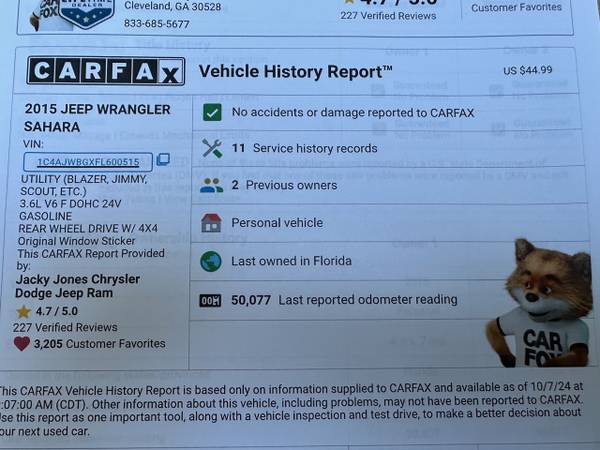 Cleveland, GA 30528
833-685-5677
DEALER
4.7 / 5.0
227 Verified Reviews
Customer Favorites
CARFAX
Vehicle History Report™
US $44.99
2015 JEEP WRANGLER
SAHARA
VIN:
1C4AJWBGXFL600515
UTILITY (BLAZER, JIMMY,
SCOUT, ETC.)
3.6L V6 F DOHC 24V
GASOLINE
REAR WHEEL DRIVE W/ 4X4
Original Window Sticker
This CARFAX Report Provided
by:
Jacky Jones Chrysler
Dodge Jeep Ram
4.7 / 5.0
227 Verified Reviews
3,205 Customer Favorites
No accidents or damage reported to CARFAX
11 Service history records
2 Previous owners
Personal vehicle
Last owned in Florida
50,077 Last reported odometer reading
CAR
FOX
This CARFAX Vehicle History Report is based only on information supplied to CARFAX and available as of 10/7/24 at
:07:00 AM (CDT). Other information about this vehicle, including problems, may not have been reported to CARFAX.
Use this report as one important tool, along with a vehicle inspection and test drive, to make a better decision about
our next used car.